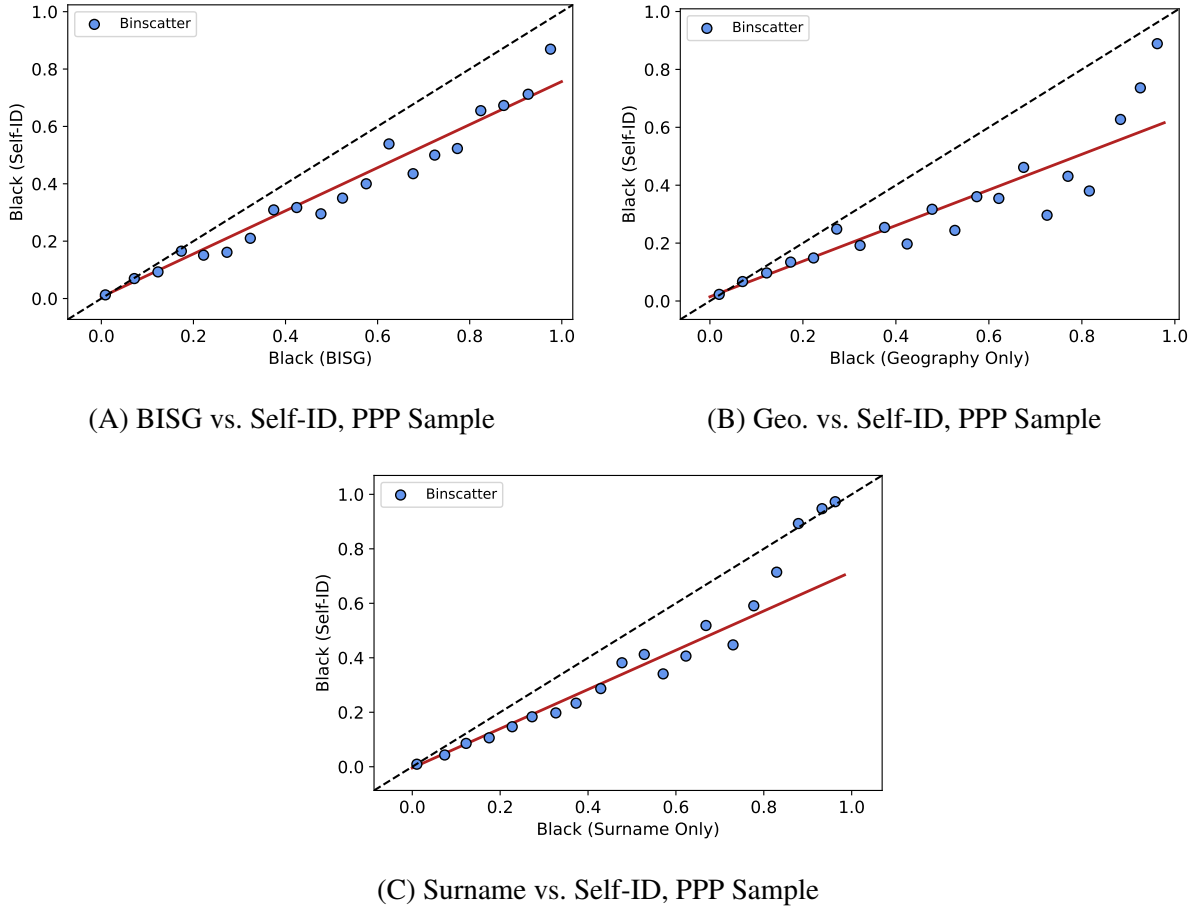 Binscatter
1.0
0.8
0.6
0.4
0.2
0.0
Black (Self-ID)
0.0 0.2 0.4 0.6 0.8 1.0
Black (BISG)
(A) BISG vs. Self-ID, PPP Sample
Binscatter
1.0
0.8
0.6
0.4
0.2
0.0
Black (Self-ID)
0.0 0.2 0.4 0.6 0.8 1.0
Black (Geography Only)
(B) Geo. vs. Self-ID, PPP Sample
Binscatter
1.0
0.8
0.6
0.4
0.2
0.0
Black (Self-ID)
0.0 0.2 0.4 0.6 0.8 1.0
Black (Surname Only)
(C) Surname vs. Self-ID, PPP Sample